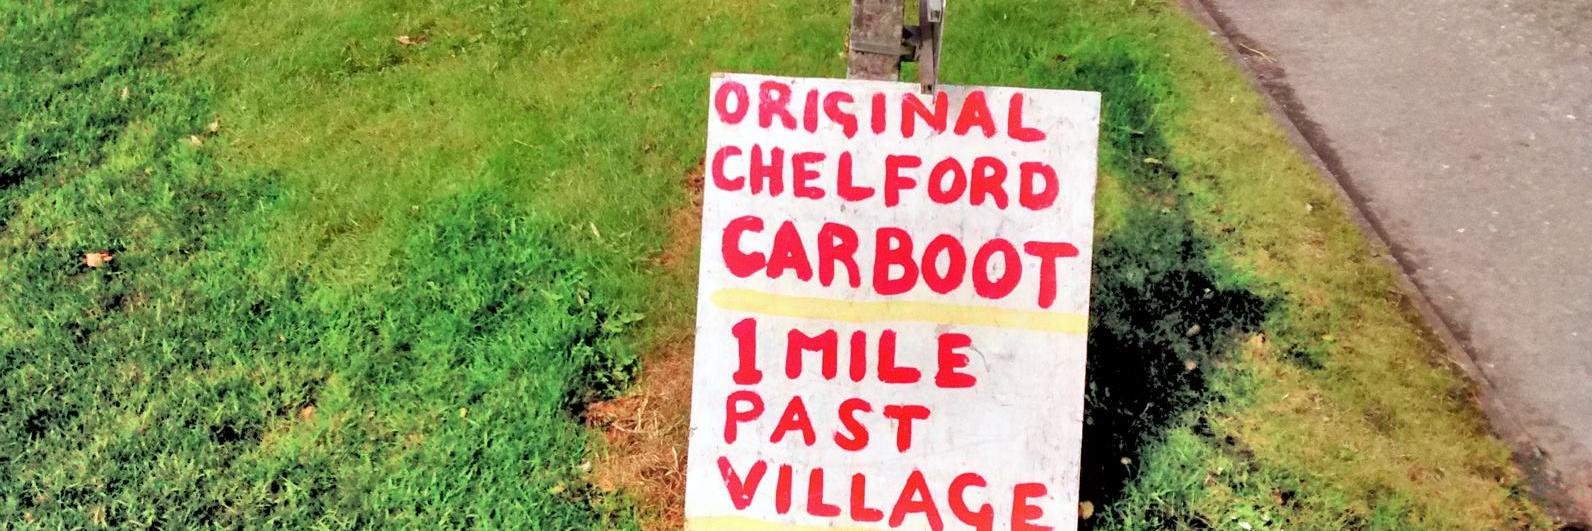 ORIGINAL
CHELFORD
CARBOOT
1 MILE
PAST
VILLAGE